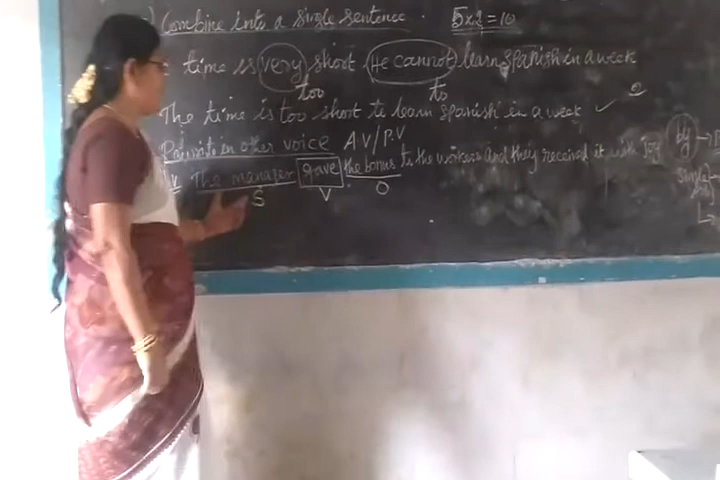 Combine into a single sentence. 5x2=10
time is very short. He cannot learn Spanish in a week
too to
The time is too short to learn Spanish in a week ✓
Rewrite in other voice A.V/P.V by →
The manager gave the bonus to the workers and they received it with joy
S V O